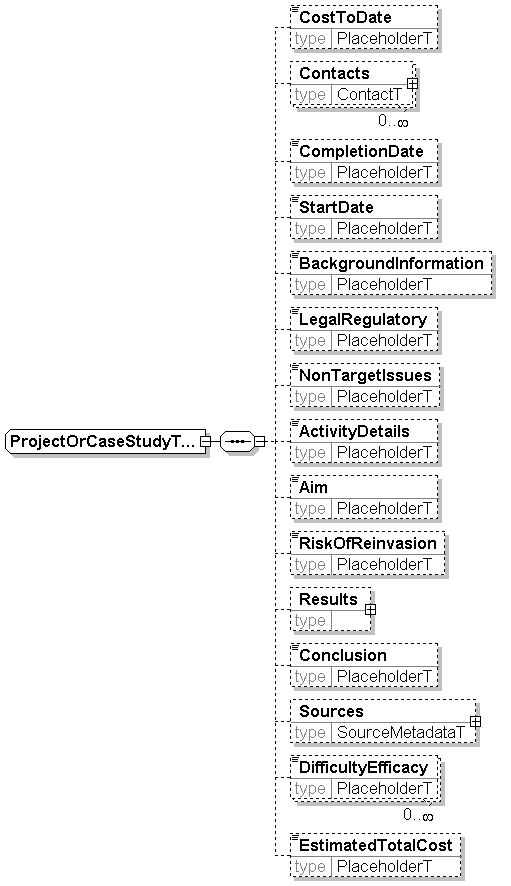 CostToDate
type PlaceholderT
Contacts
type ContactT
0..∞
CompletionDate
type PlaceholderT
StartDate
type PlaceholderT
BackgroundInformation
type PlaceholderT
LegalRegulatory
type PlaceholderT
NonTargetIssues
type PlaceholderT
ProjectOrCaseStudyT...
ActivityDetails
type PlaceholderT
Aim
type PlaceholderT
RiskOfReinvasion
type PlaceholderT
Results
type
Conclusion
type PlaceholderT
Sources
type SourceMetadataT
DifficultyEfficacy
type PlaceholderT
0..∞
EstimatedTotalCost
type PlaceholderT